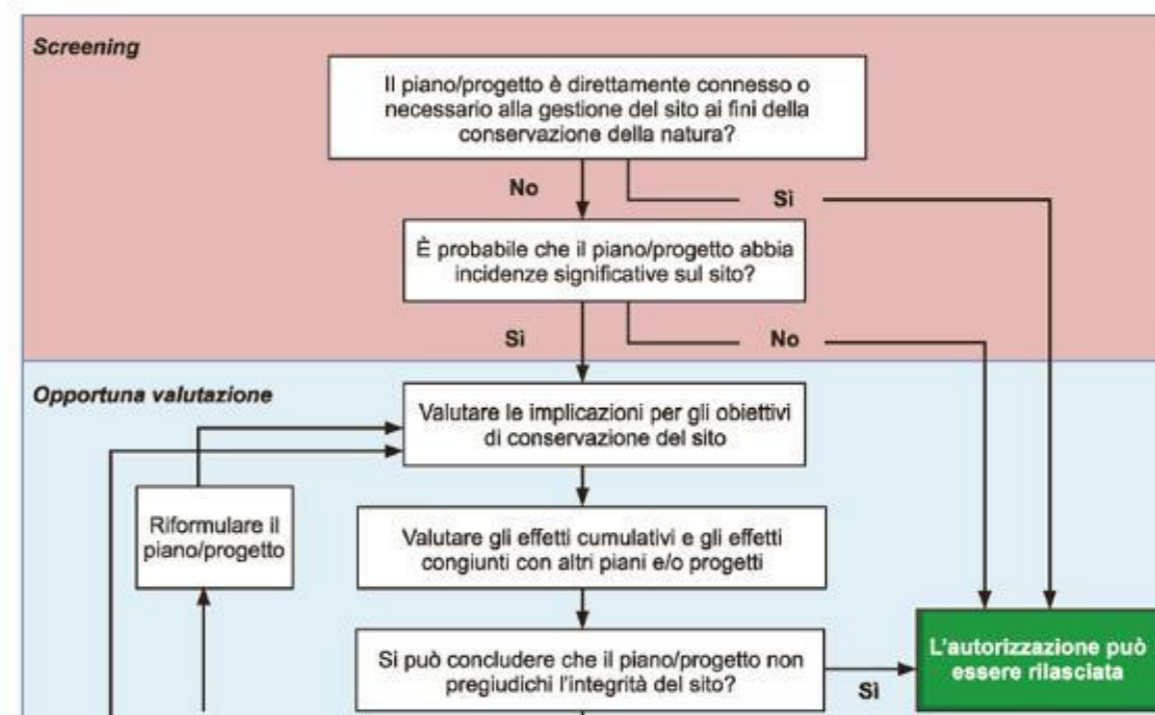 Screening
Il piano/progetto è direttamente connesso o
necessario alla gestione del sito ai fini della
conservazione della natura?
No
Sì
È probabile che il piano/progetto abbia
incidenze significative sul sito?
Sì
No
Opportuna valutazione
Valutare le implicazioni per gli obiettivi
di conservazione del sito
Riformulare il
piano/progetto
Valutare gli effetti cumulativi e gli effetti
congiunti con altri piani e/o progetti
Si può concludere che il piano/progetto non
pregiudichi l'integrità del sito?
Sì
L'autorizzazione può
essere rilasciata